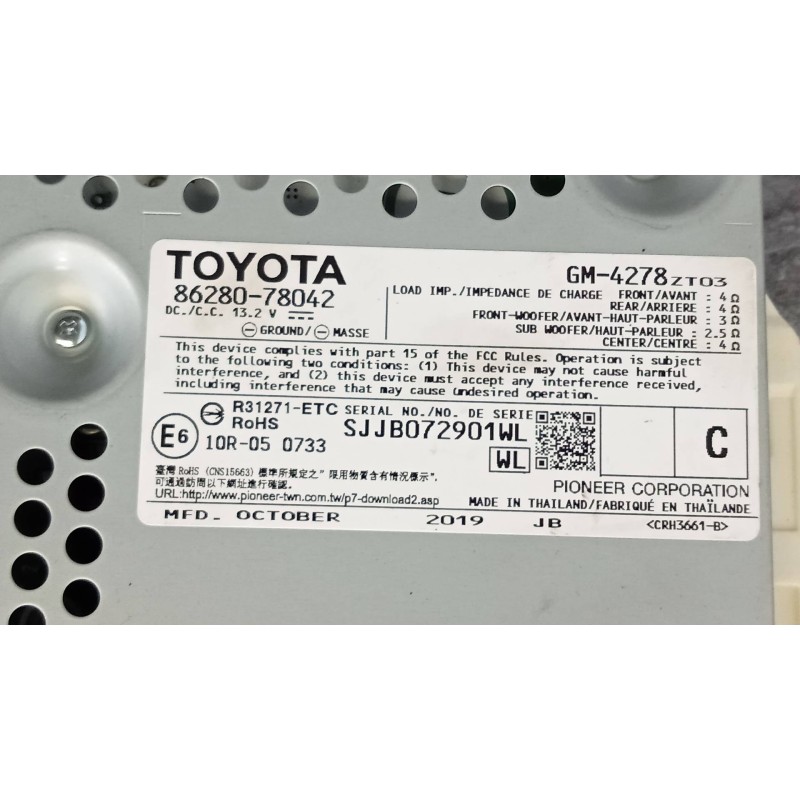 TOYOTA
86280-78042
DC./C.C. 13.2 V
GROUND/ MASSE
GM-4278ZT03
LOAD IMP./IMPEDANCE DE CHARGE FRONT/AVANT : 4Ω
REAR/ARRIERE : 4Ω
FRONT-WOOFER/AVANT-HAUT-PARLEUR : 3Ω
SUB WOOFER/HAUT-PARLEUR : 2.5Ω
CENTER/CENTRE : 4Ω
This device complies with part 15 of the FCC Rules. Operation is subject
to the following two conditions: (1) This device may not cause harmful
interference, and (2) this device must accept any interference received,
including interference that may cause undesired operation.
R31271-ETC
RoHS
E6
10R-05 0733
SERIAL NO./NO. DE SERIE
SJJB072901WL
WL
C
臺灣 RoHS (CNS15663) 標準所規定之"限用物質含有情況標示"
可通過訪問以下網址進行確認。
URL:http://www.pioneer-twn.com.tw/p7-download2.asp
PIONEER CORPORATION
MADE IN THAILAND/FABRIQUÉ EN THAÏLANDE
MFD. OCTOBER 2019 JB <CRH3661-B>